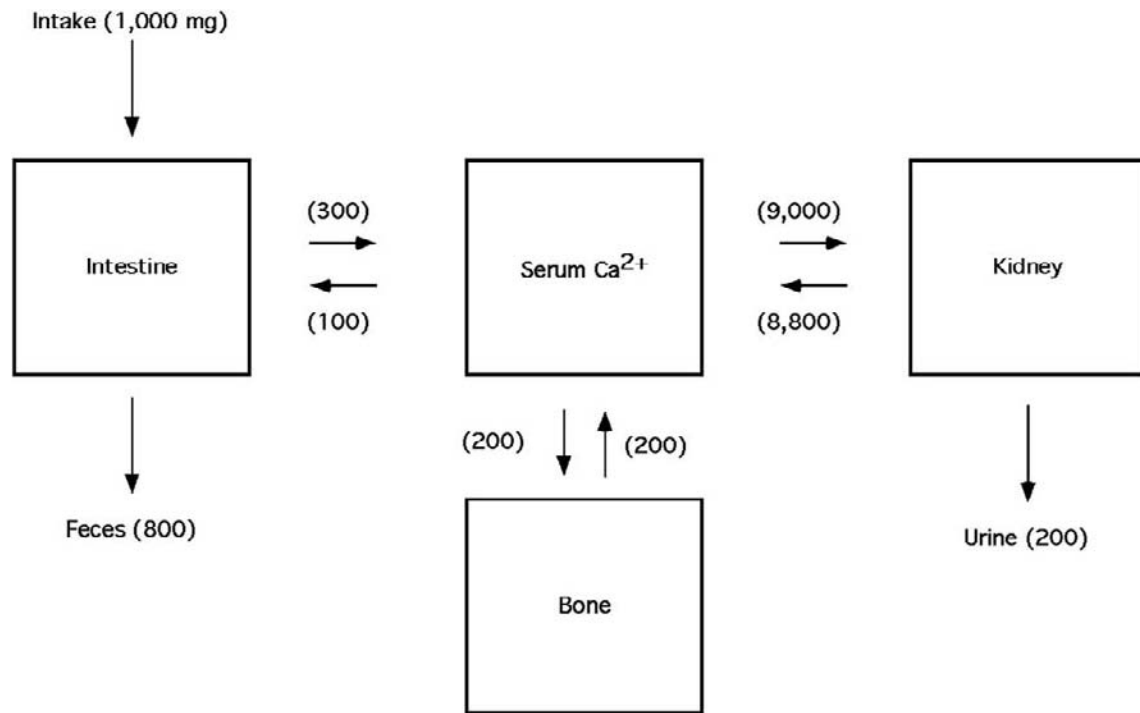 Intake (1,000 mg)
(300)
(9,000)
Intestine
Serum Ca²⁺
Kidney
(100)
(8,800)
(200)
(200)
Feces (800)
Urine (200)
Bone